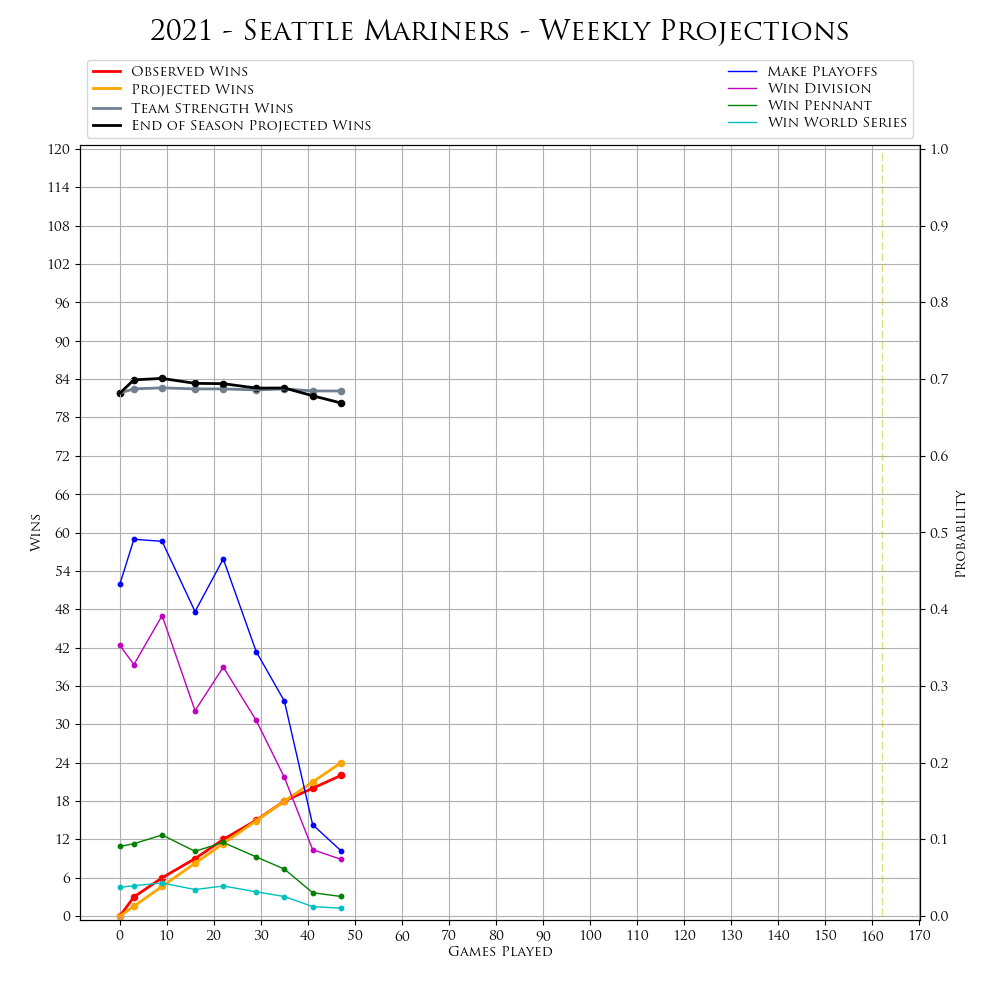 2021 - Seattle Mariners - Weekly Projections
Observed Wins
Projected Wins
Team Strength Wins
End of Season Projected Wins
Make Playoffs
Win Division
Win Pennant
Win World Series
120
114
108
102
96
90
84
78
72
66
60
54
48
42
36
30
24
18
12
6
0
Wins
1.0
0.9
0.8
0.7
0.6
0.5
0.4
0.3
0.2
0.1
0.0
Probability
0 10 20 30 40 50 60 70 80 90 100 110 120 130 140 150 160 170
Games Played